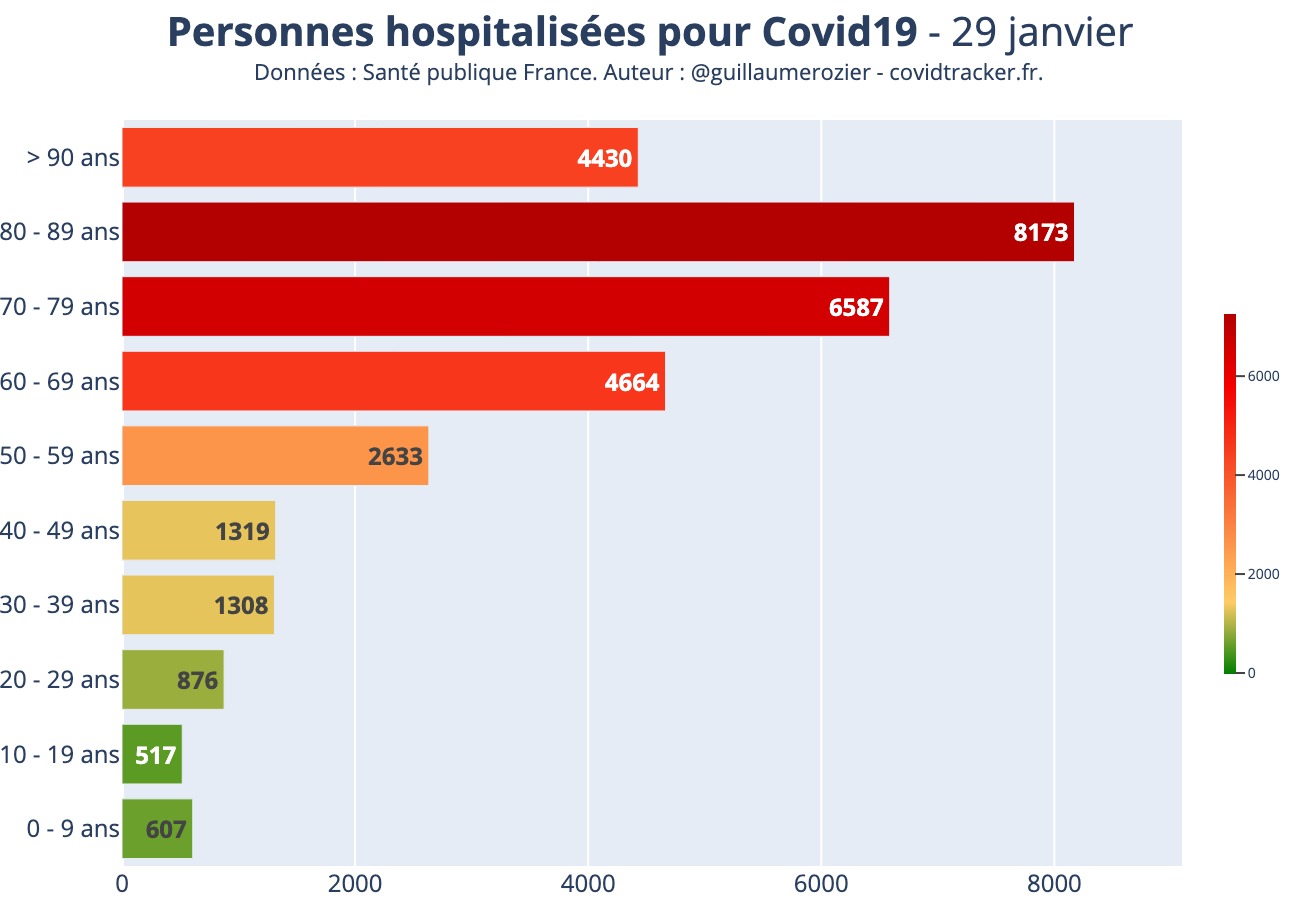 Personnes hospitalisées pour Covid19 - 29 janvier
Données : Santé publique France. Auteur : @guillaumerozier - covidtracker.fr.
> 90 ans 4430
80 - 89 ans 8173
70 - 79 ans 6587
60 - 69 ans 4664
50 - 59 ans 2633
40 - 49 ans 1319
30 - 39 ans 1308
20 - 29 ans 876
10 - 19 ans 517
0 - 9 ans 607
0 2000 4000 6000 8000
6000
4000
2000
0